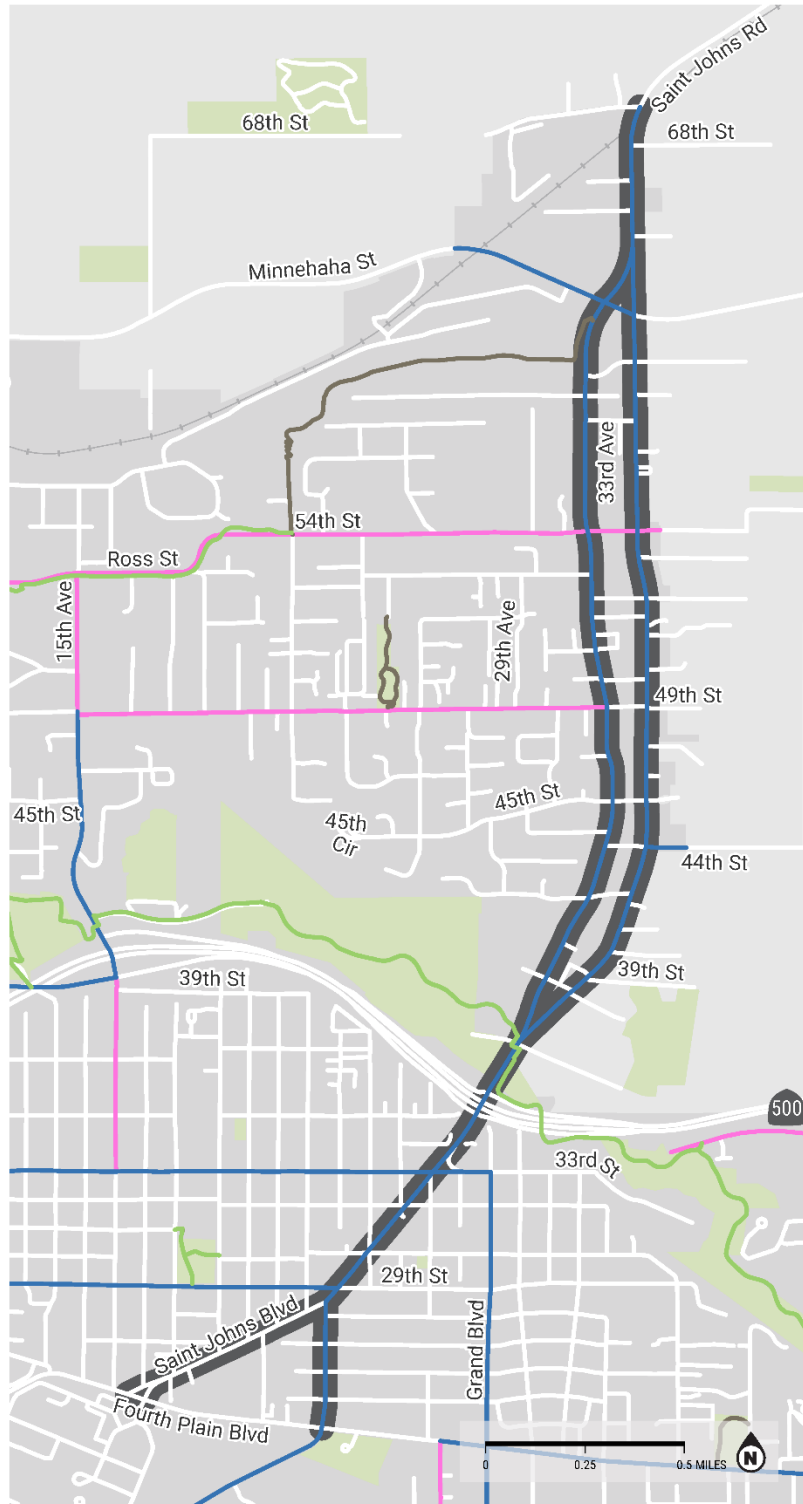 Saint Johns Rd
68th St
68th St
Minnehaha St
33rd Ave
54th St
Ross St
15th Ave
29th Ave
49th St
45th St
45th St
45th
Cir
44th St
39th St
39th St
500
33rd St
29th St
Saint Johns Blvd
Grand Blvd
Fourth Plain Blvd
0
0.25
0.5 MILES
N